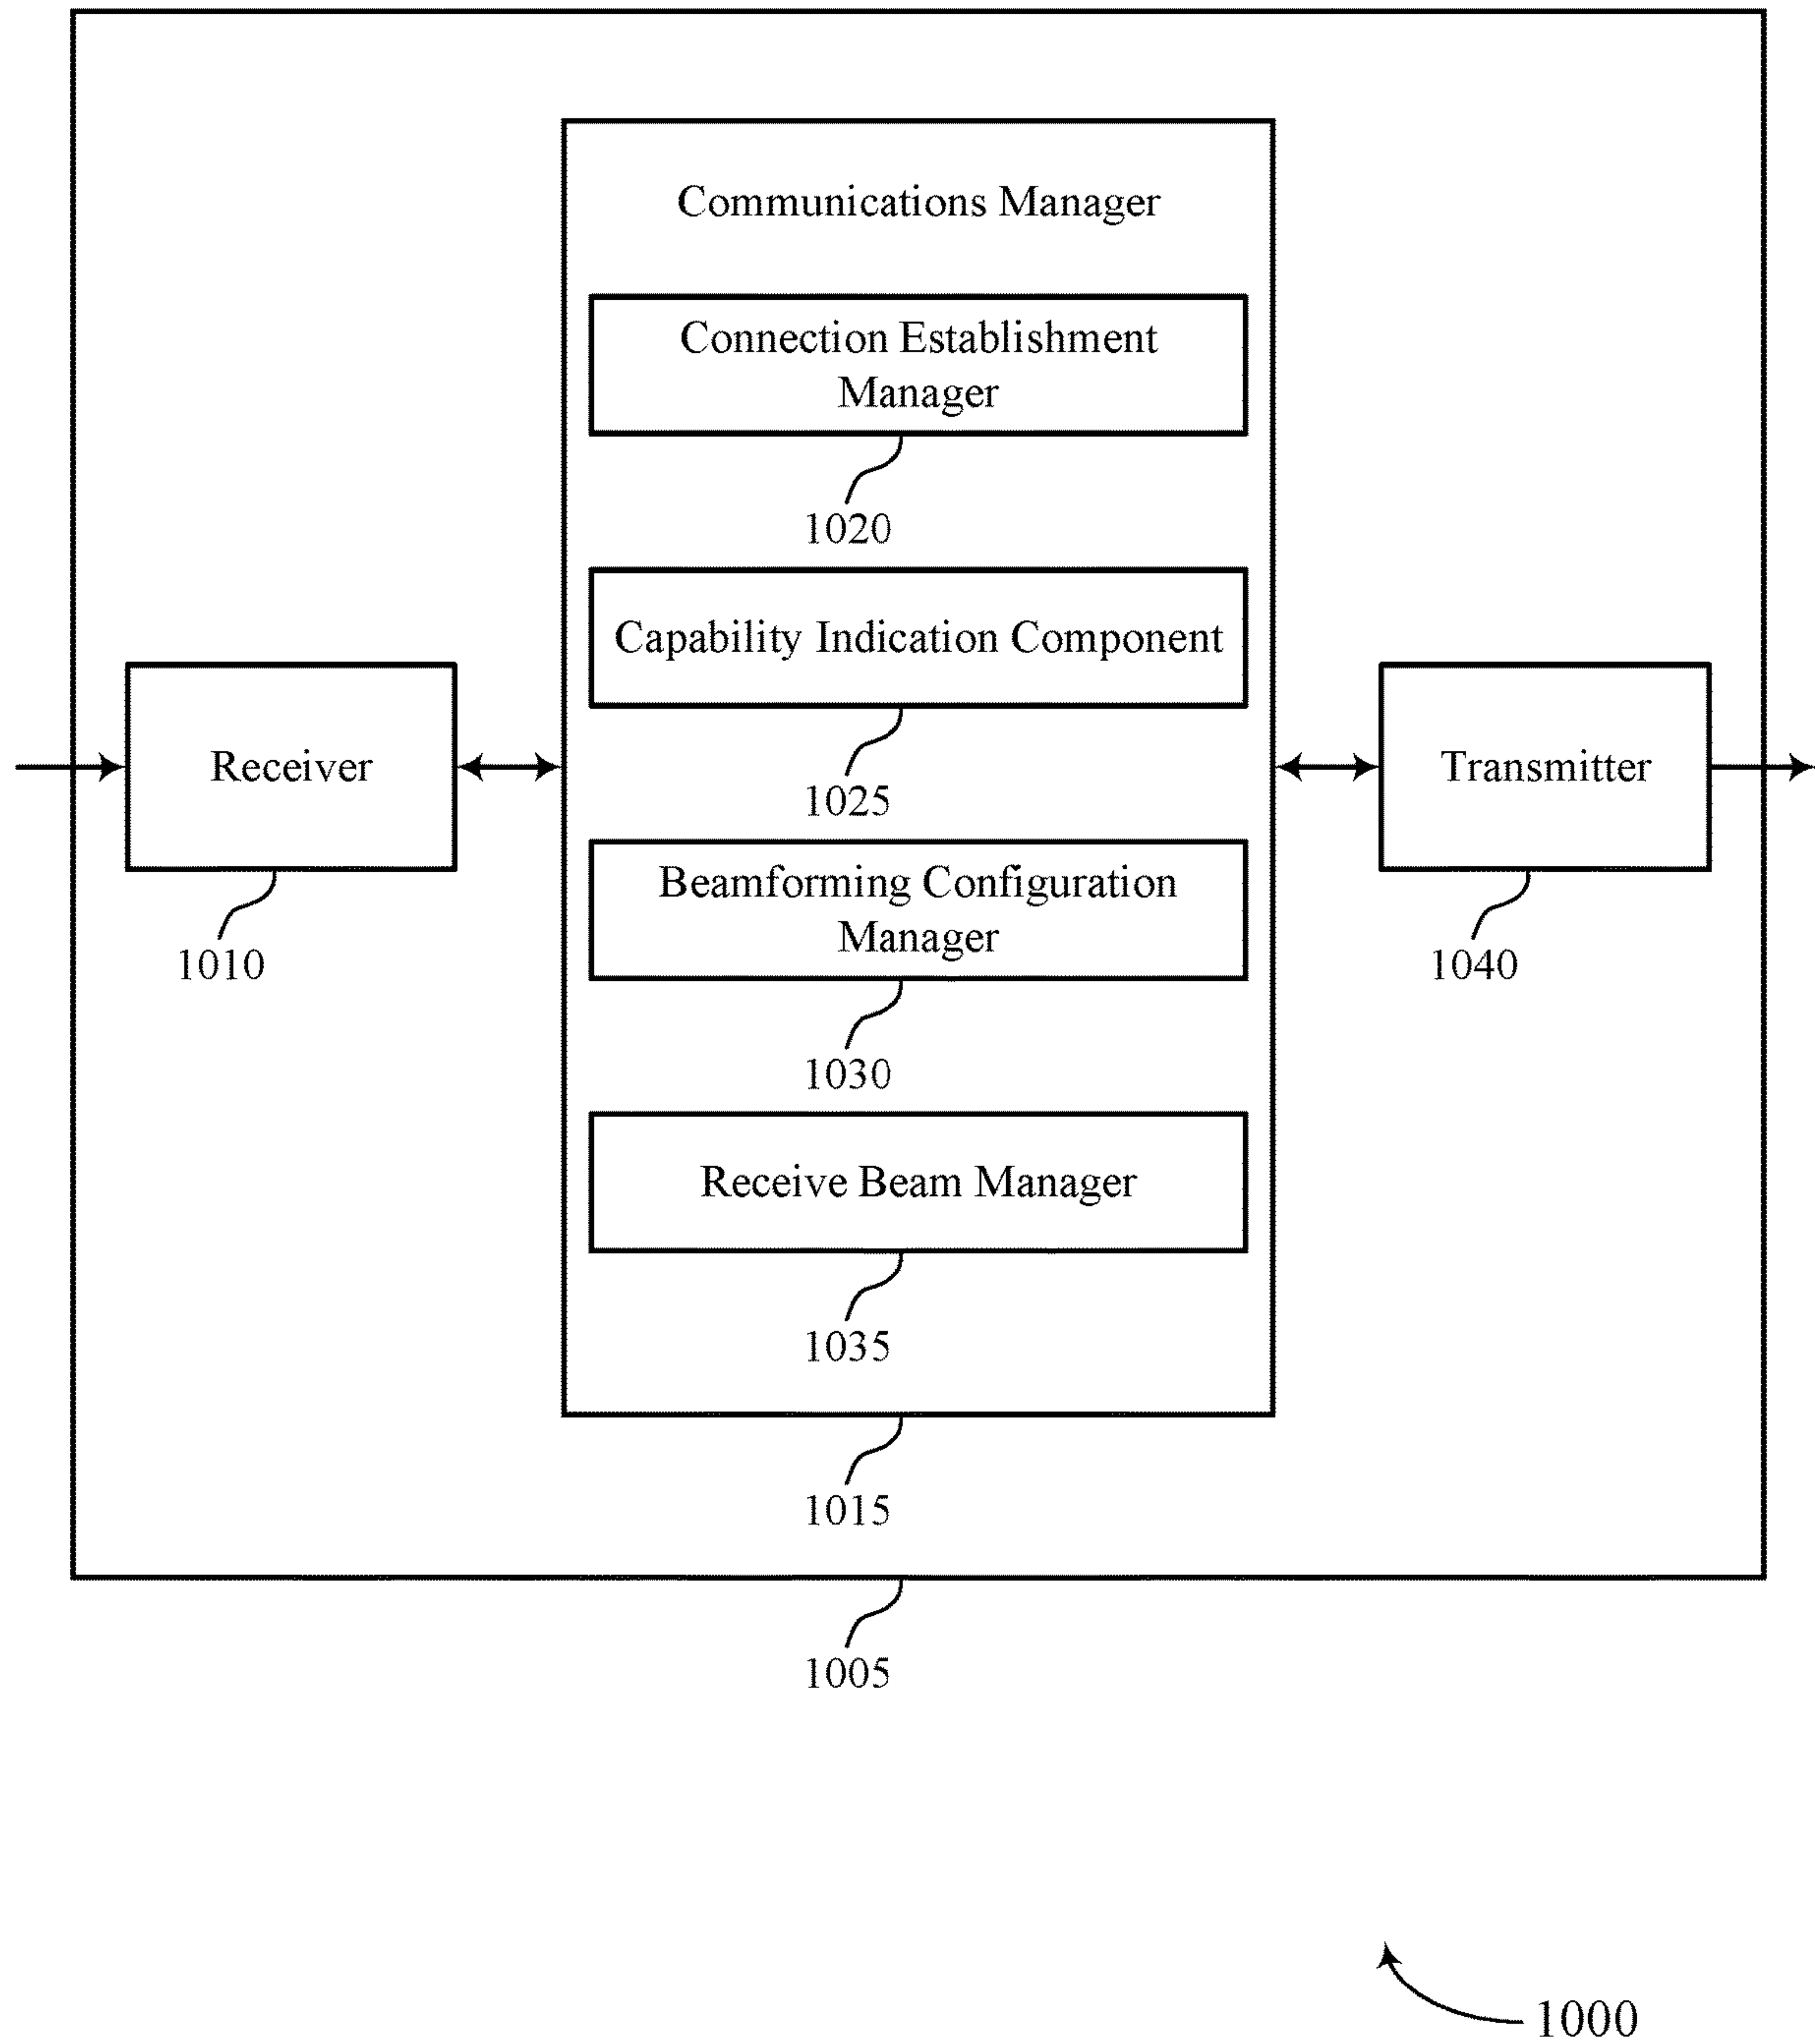 Communications Manager
Connection Establishment
Manager
1020
Capability Indication Component
1025
Receiver
1010
Transmitter
1040
Beamforming Configuration
Manager
1030
Receive Beam Manager
1035
1015
1005
1000